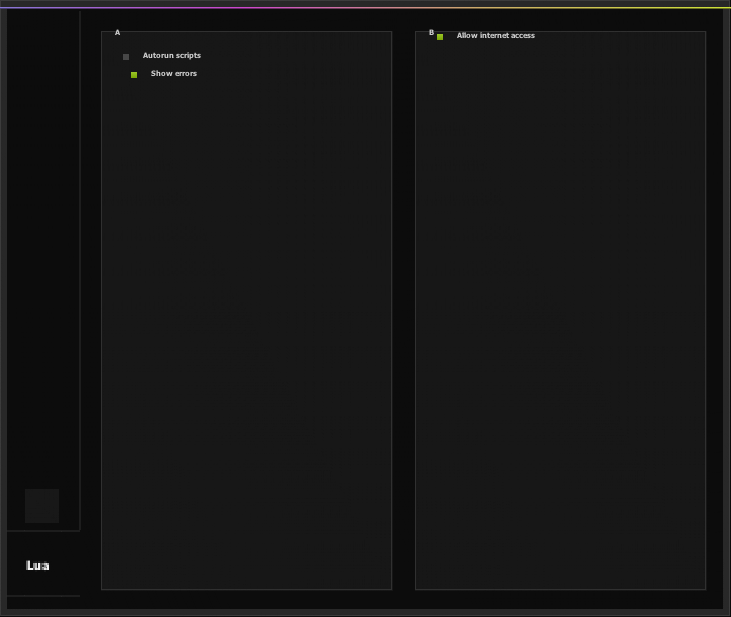 A
Autorun scripts
Show errors
B
Allow internet access
Lua